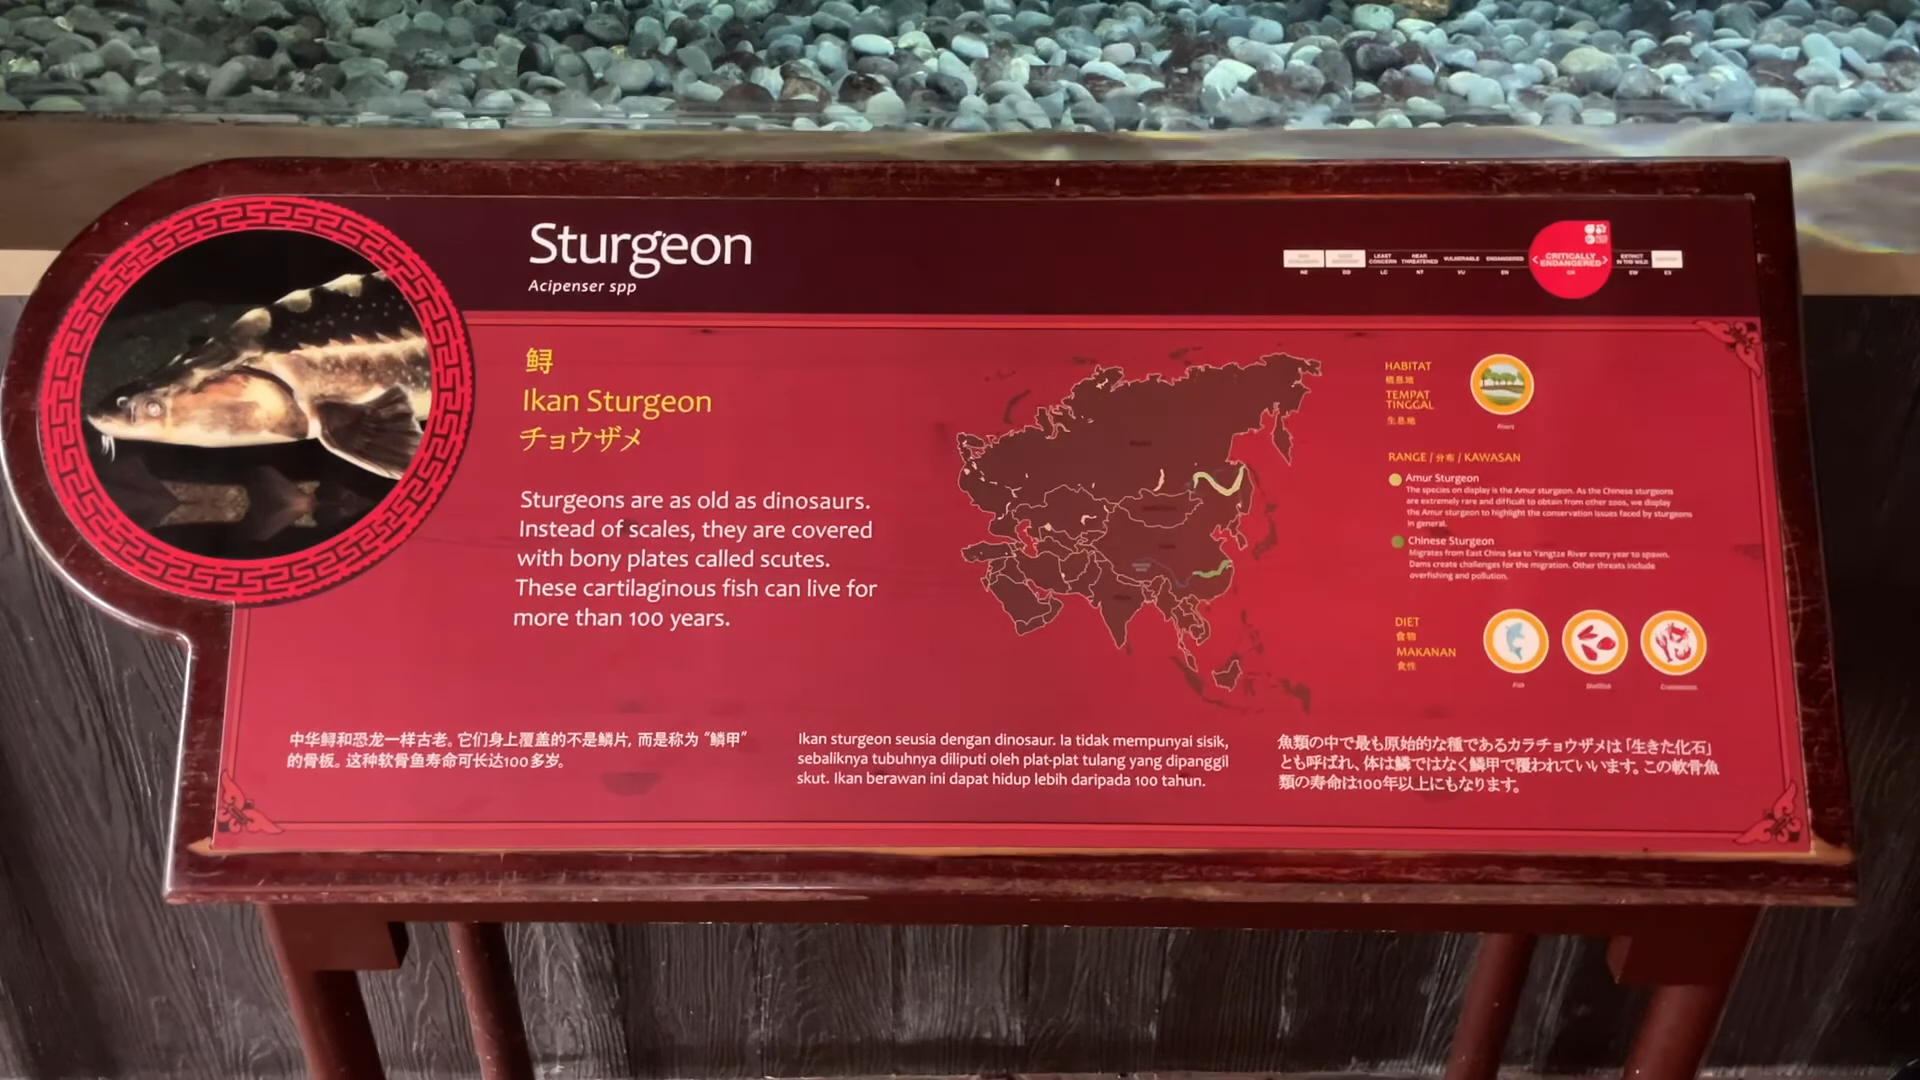 Sturgeon
Acipenser spp
LEAST CONCERN
LC
NEAR THREATENED
NT
VULNERABLE
VU
ENDANGERED
EN
CRITICALLY ENDANGERED
CR
EXTINCT IN THE WILD
EW
EX
NE
DD
鲟
Ikan Sturgeon
チョウザメ
Sturgeons are as old as dinosaurs.
Instead of scales, they are covered
with bony plates called scutes.
These cartilaginous fish can live for
more than 100 years.
HABITAT
栖息地
TEMPAT
TINGGAL
生息地
Rivers
RANGE / 分布 / KAWASAN
Amur Sturgeon
The species on display is the Amur sturgeon. As the Chinese sturgeons
are extremely rare and difficult to obtain from other zoos, we display
the Amur sturgeon to highlight the conservation issues faced by sturgeons
in general.
Chinese Sturgeon
Migrates from East China Sea to Yangtze River every year to spawn.
Dams create challenges for the migration. Other threats include
overfishing and pollution.
DIET
食物
MAKANAN
食性
Fish
Shellfish
Crustaceans
中华鲟和恐龙一样古老。它们身上覆盖的不是鳞片, 而是称为 “鳞甲”
的骨板。这种软骨鱼寿命可长达100多岁。
Ikan sturgeon seusia dengan dinosaur. Ia tidak mempunyai sisik,
sebaliknya tubuhnya diliputi oleh plat-plat tulang yang dipanggil
skut. Ikan berawan ini dapat hidup lebih daripada 100 tahun.
魚類の中で最も原始的な種であるカラチョウザメは「生きた化石」
とも呼ばれ、体は鱗ではなく鱗甲で覆われていいます。この軟骨魚
類の寿命は100年以上にもなります。